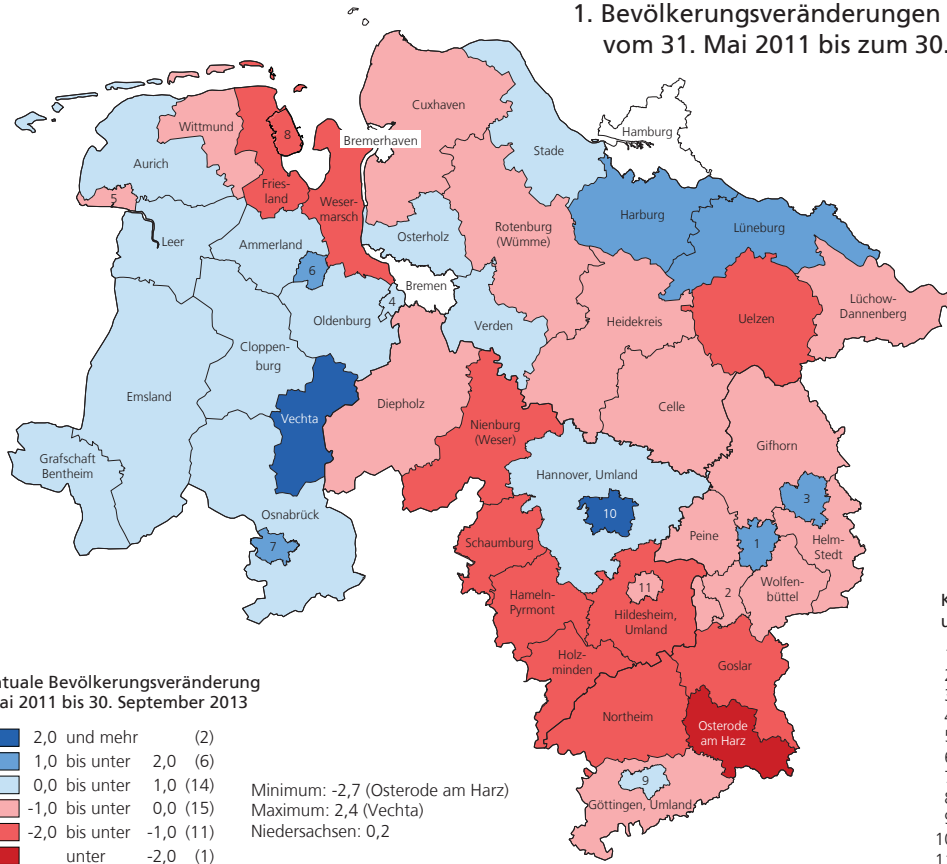 1. Bevölkerungsveränderungen
vom 31. Mai 2011 bis zum 30.
Cuxhaven
Wittmund
8
Bremerhaven
Hamburg
Aurich
Stade
5
Fries-
land
Weser-
marsch
Harburg
Lüneburg
Leer
Ammerland
Osterholz
Rotenburg
(Wümme)
6
Bremen
4
Oldenburg
Verden
Heidekreis
Uelzen
Lüchow-
Dannenberg
Cloppen-
burg
Emsland
Vechta
Diepholz
Celle
Nienburg
(Weser)
Gifhorn
Grafschaft
Bentheim
Hannover, Umland
3
10
Osnabrück
7
Schaumburg
Peine
1
Helm-
Stedt
Hameln-
Pyrmont
11
Hildesheim,
Umland
2
Wolfen-
büttel
Holz-
minden
Goslar
Northeim
Osterode
am Harz
9
Göttingen, Umland
tuale Bevölkerungsveränderung
ai 2011 bis 30. September 2013
2,0 und mehr (2)
1,0 bis unter 2,0 (6)
0,0 bis unter 1,0 (14)
-1,0 bis unter 0,0 (15)
-2,0 bis unter -1,0 (11)
unter -2,0 (1)
Minimum: -2,7 (Osterode am Harz)
Maximum: 2,4 (Vechta)
Niedersachsen: 0,2
K
u
5
6
8
9
10